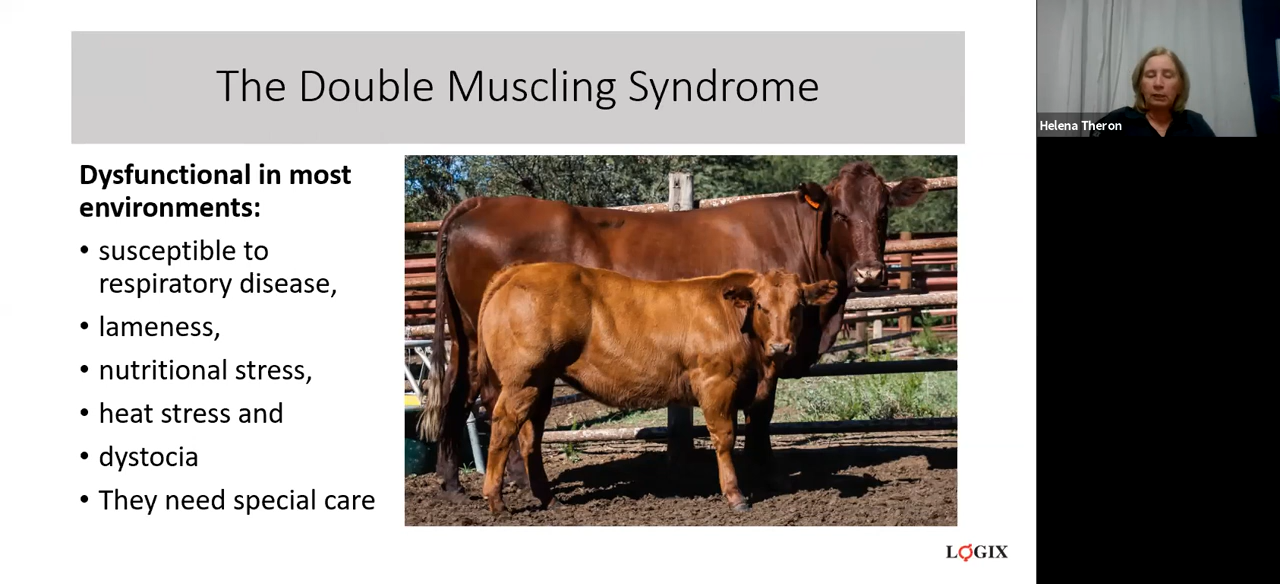 The Double Muscling Syndrome
Dysfunctional in most
environments:
• susceptible to
respiratory disease,
• lameness,
• nutritional stress,
• heat stress and
• dystocia
• They need special care
LOGIX
Helena Theron